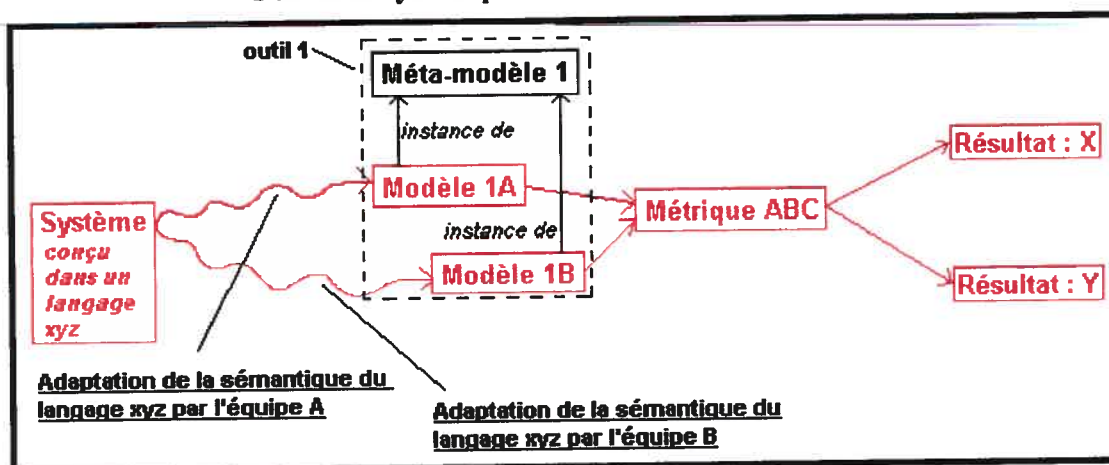 outil 1
Méta-modèle 1
instance de
Modèle 1A
Résultat : X
Système
conçu
dans un
langage
xyz
Métrique ABC
instance de
Modèle 1B
Résultat : Y
Adaptation de la sémantique du
langage xyz par l'équipe A
Adaptation de la sémantique du
langage xyz par l'équipe B